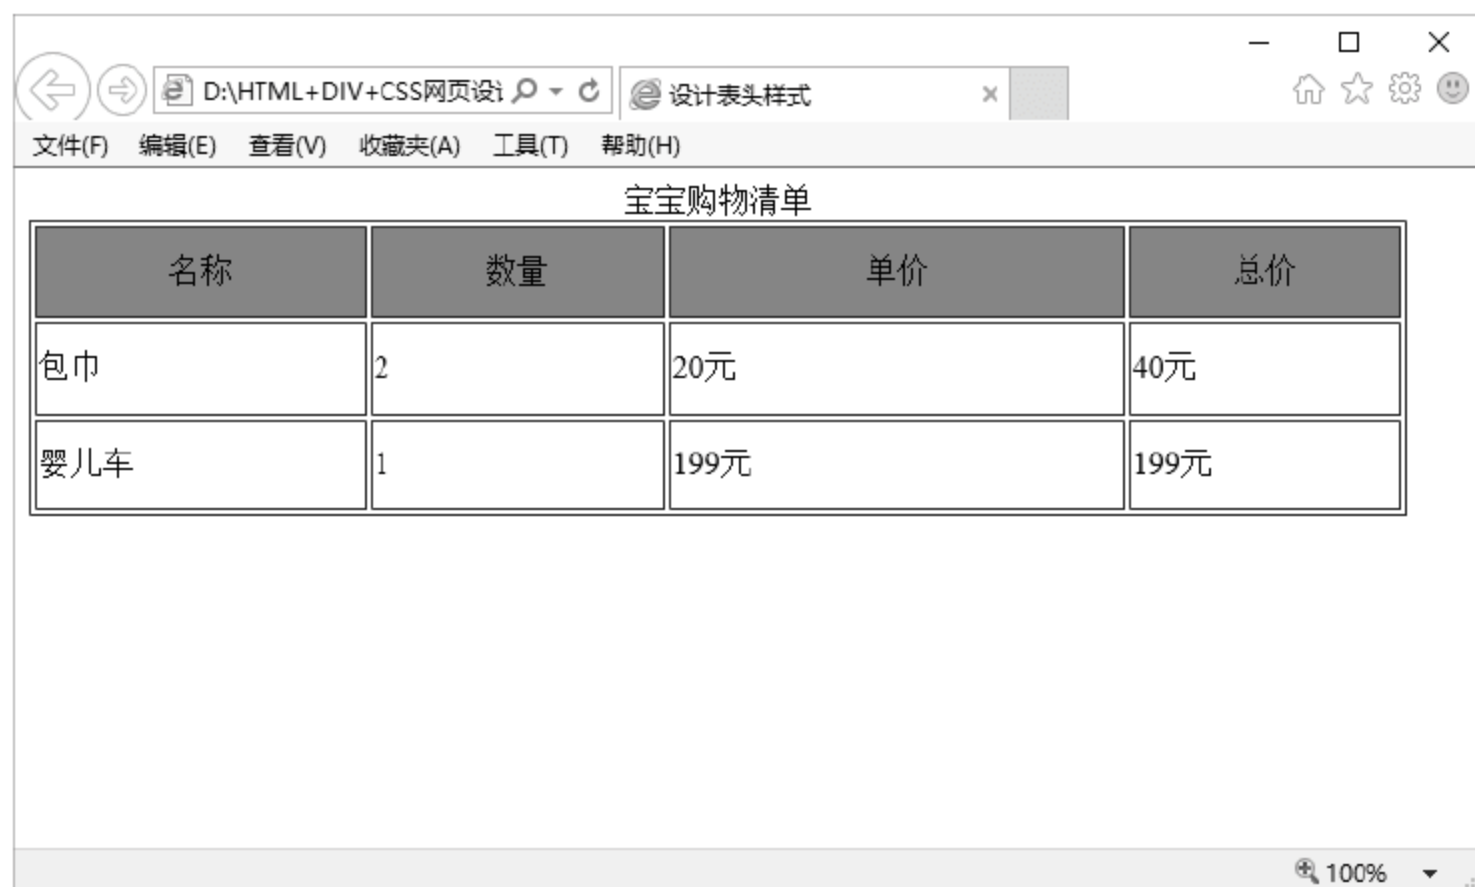 D:\HTML+DIV+CSS网页设 设计表头样式
文件(F) 编辑(E) 查看(V) 收藏夹(A) 工具(T) 帮助(H)
宝宝购物清单
名称 数量 单价 总价
包巾 2 20元 40元
婴儿车 1 199元 199元
100%